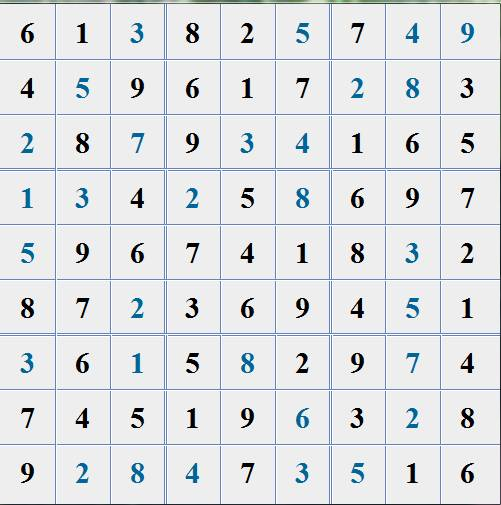 6 1 3 8 2 5 7 4 9
4 5 9 6 1 7 2 8 3
2 8 7 9 3 4 1 6 5
1 3 4 2 5 8 6 9 7
5 9 6 7 4 1 8 3 2
8 7 2 3 6 9 4 5 1
3 6 1 5 8 2 9 7 4
7 4 5 1 9 6 3 2 8
9 2 8 4 7 3 5 1 6